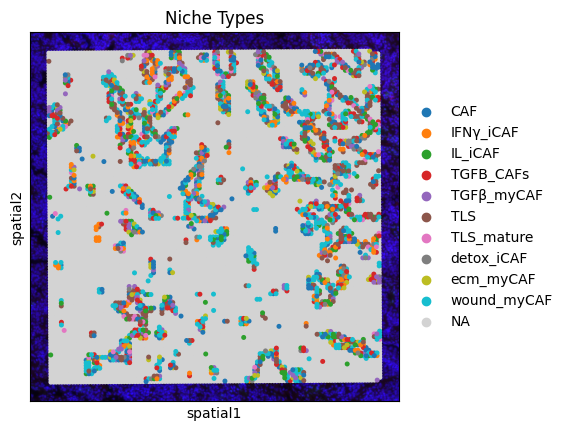 Niche Types
spatial2
spatial1
CAF
IFNγ_iCAF
IL_iCAF
TGFB_CAFs
TGFβ_myCAF
TLS
TLS_mature
detox_iCAF
ecm_myCAF
wound_myCAF
NA